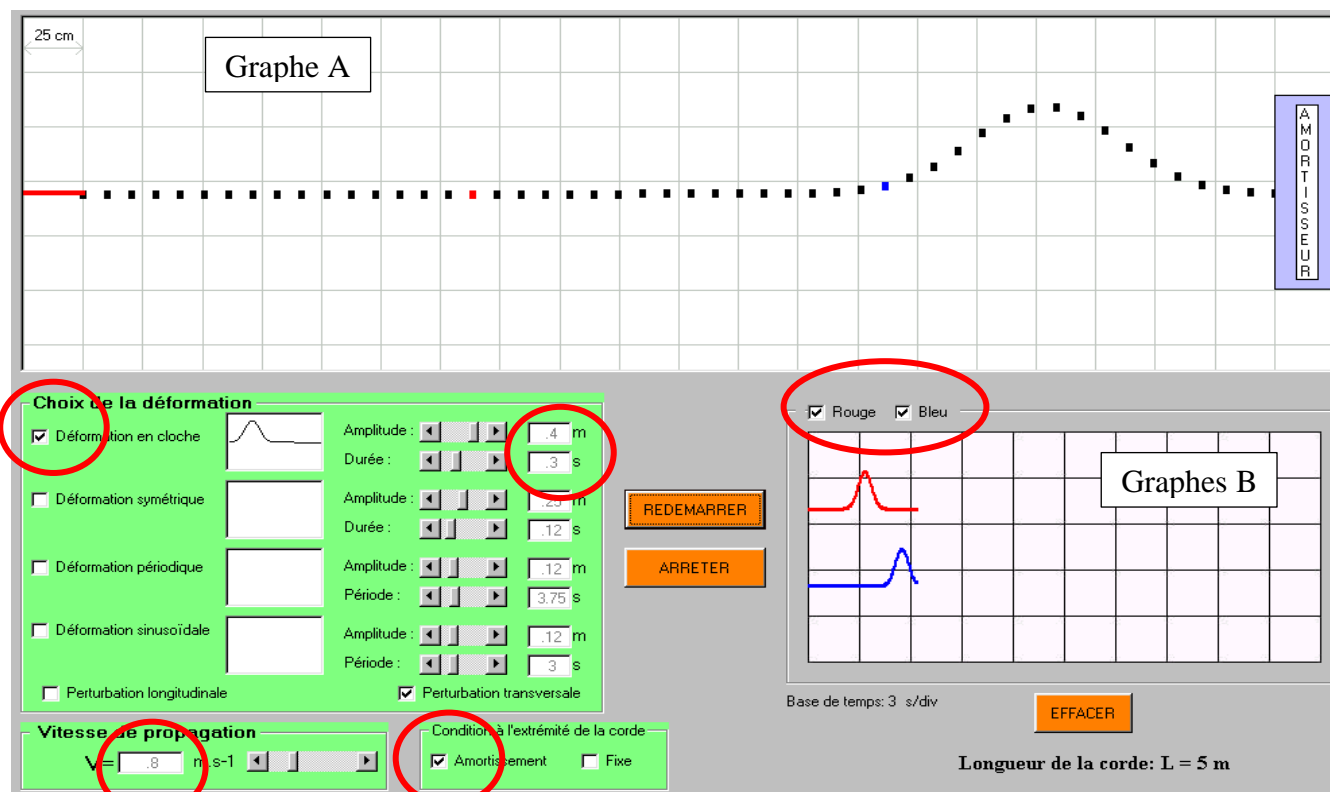 25 cm
Graphe A
AMORTISSEUR
Choix de la déformation
Déformation en cloche
Amplitude :
.4 m
Durée :
.3 s
Déformation symétrique
Amplitude :
.25 m
Durée :
.12 s
Déformation périodique
Amplitude :
.12 m
Période :
3.75 s
Déformation sinusoïdale
Amplitude :
.12 m
Période :
3 s
Perturbation longitudinale
Perturbation transversale
REDEMARRER
ARRETER
Rouge Bleu
Graphes B
Base de temps: 3 s/div
EFFACER
Vitesse de propagation
V= .8 m.s-1
Condition à l'extrémité de la corde
Amortissement Fixe
Longueur de la corde: L = 5 m